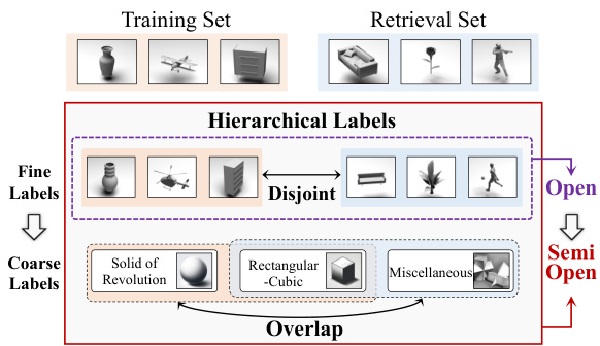 Training Set
Retrieval Set
Hierarchical Labels
Fine
Labels
Disjoint
Open
Coarse
Labels
Solid of
Revolution
Rectangular
-Cubic
Miscellaneous
Semi
Open
Overlap